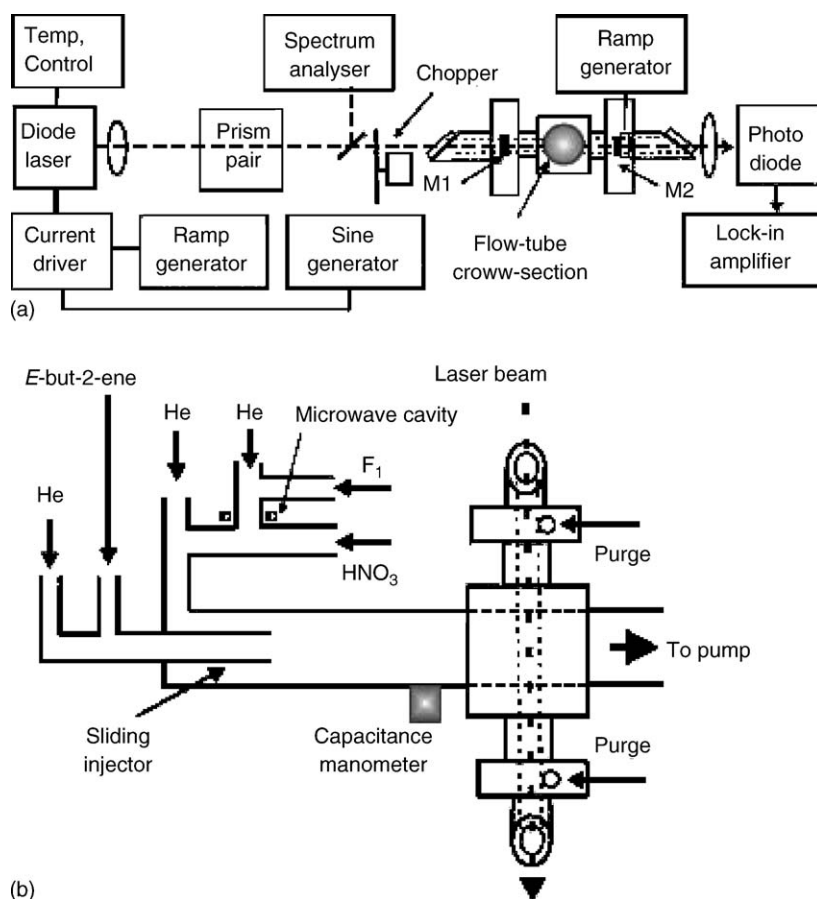 Temp,
Control
Spectrum
analyser
Chopper
Ramp
generator
Diode
laser
Prism
pair
M1
M2
Photo
diode
Current
driver
Ramp
generator
Sine
generator
Flow-tube
croww-section
Lock-in
amplifier
(a)
E-but-2-ene
He
He
He
Microwave cavity
F₁
HNO₃
Laser beam
Purge
To pump
Sliding
injector
Capacitance
manometer
Purge
(b)